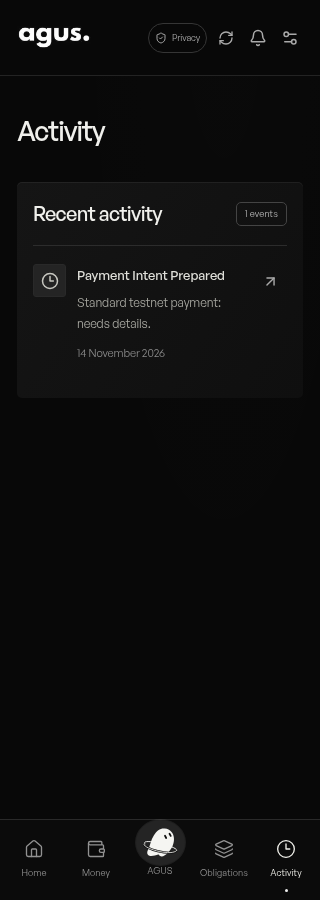 agus.
Privacy
Activity
Recent activity
1 events
Payment Intent Prepared
Standard testnet payment:
needs details.
14 November 2026
Home
Money
AGUS
Obligations
Activity